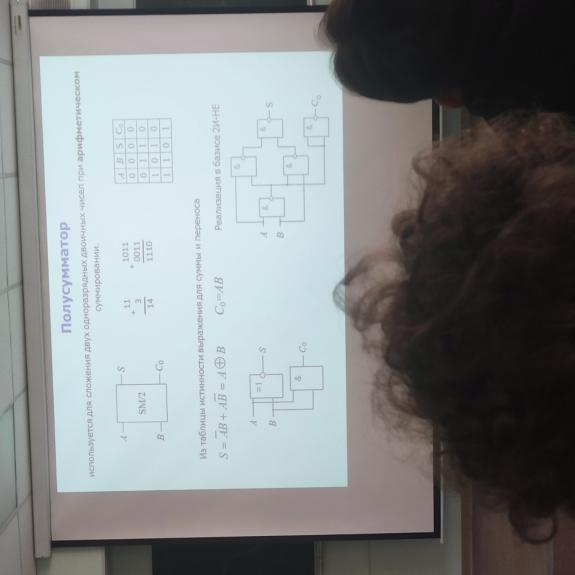 Полусумматор
используется для сложения двух одноразрядных двоичных чисел при арифметическом
суммировании.
A
B
SM/2
S
C₀
+ 11
3
14
+ 1011
0011
1110
A B S C₀
0 0 0 0
0 1 1 0
1 0 1 0
1 1 0 1
Из таблицы истинности выражения для суммы и переноса
S = A̅B + AB̅ = A ⊕ B
C₀=AB
Реализация в базисе 2И-НЕ
A
B
=1
&
S
C₀
A
B
&
&
&
&
&
S
C₀